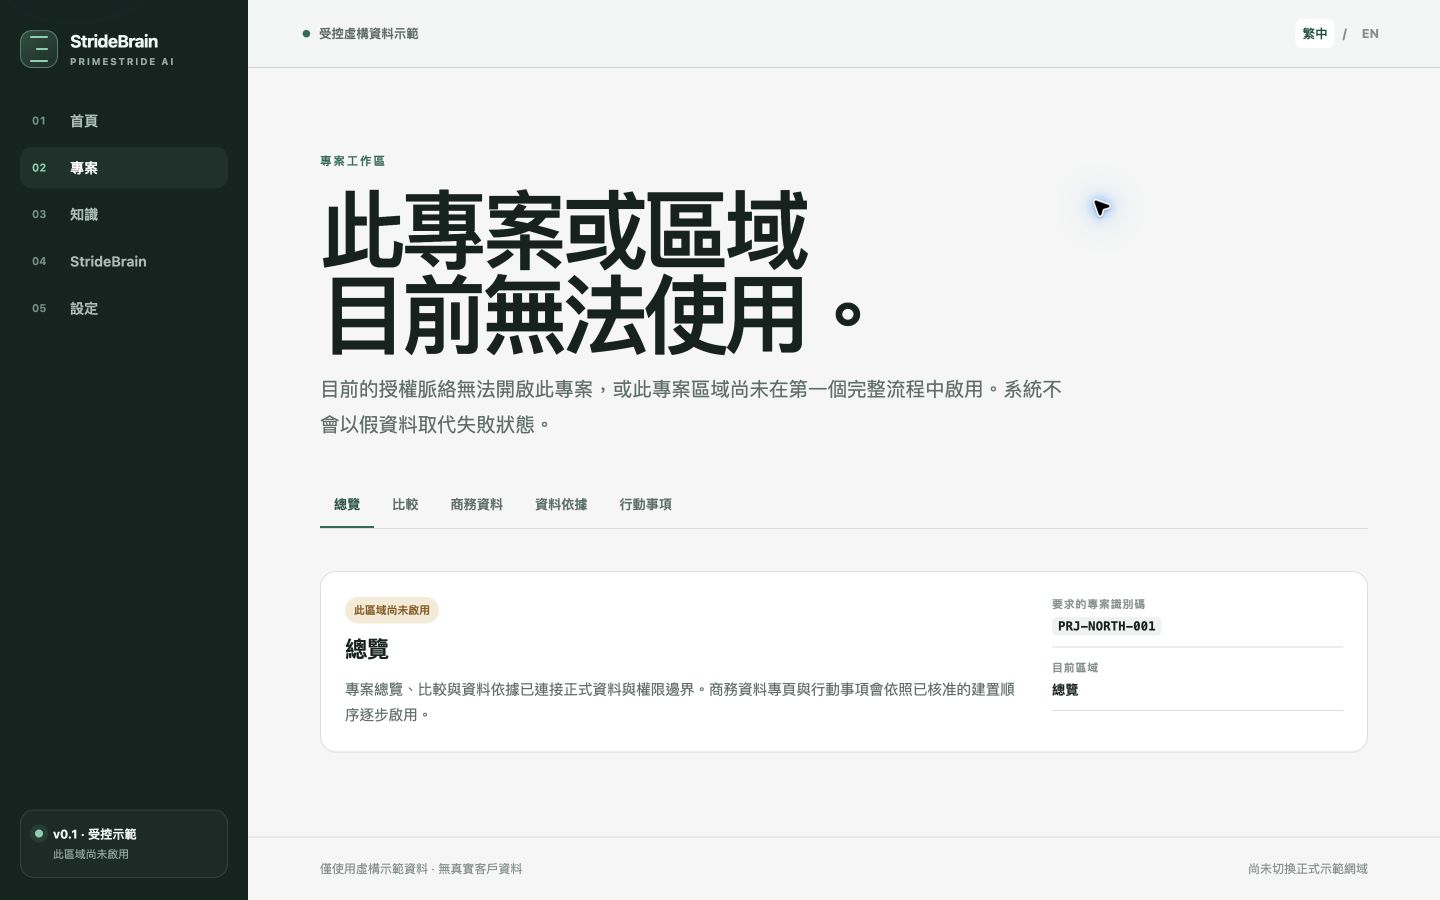 StrideBrain
PRIMESTRIDE AI
01 首頁
02 專案
03 知識
04 StrideBrain
05 設定
v0.1 · 受控示範
此區域尚未啟用
受控虛構資料示範
繁中 / EN
專案工作區
此專案或區域
目前無法使用。
目前的授權脈絡無法開啟此專案，或此專案區域尚未在第一個完整流程中啟用。系統不
會以假資料取代失敗狀態。
總覽 比較 商務資料 資料依據 行動事項
此區域尚未啟用
總覽
專案總覽、比較與資料依據已連接正式資料與權限邊界。商務資料專頁與行動事項會依照已核准的建置順
序逐步啟用。
要求的專案識別碼
PRJ-NORTH-001
目前區域
總覽
僅使用虛構示範資料 · 無真實客戶資料
尚未切換正式示範網域